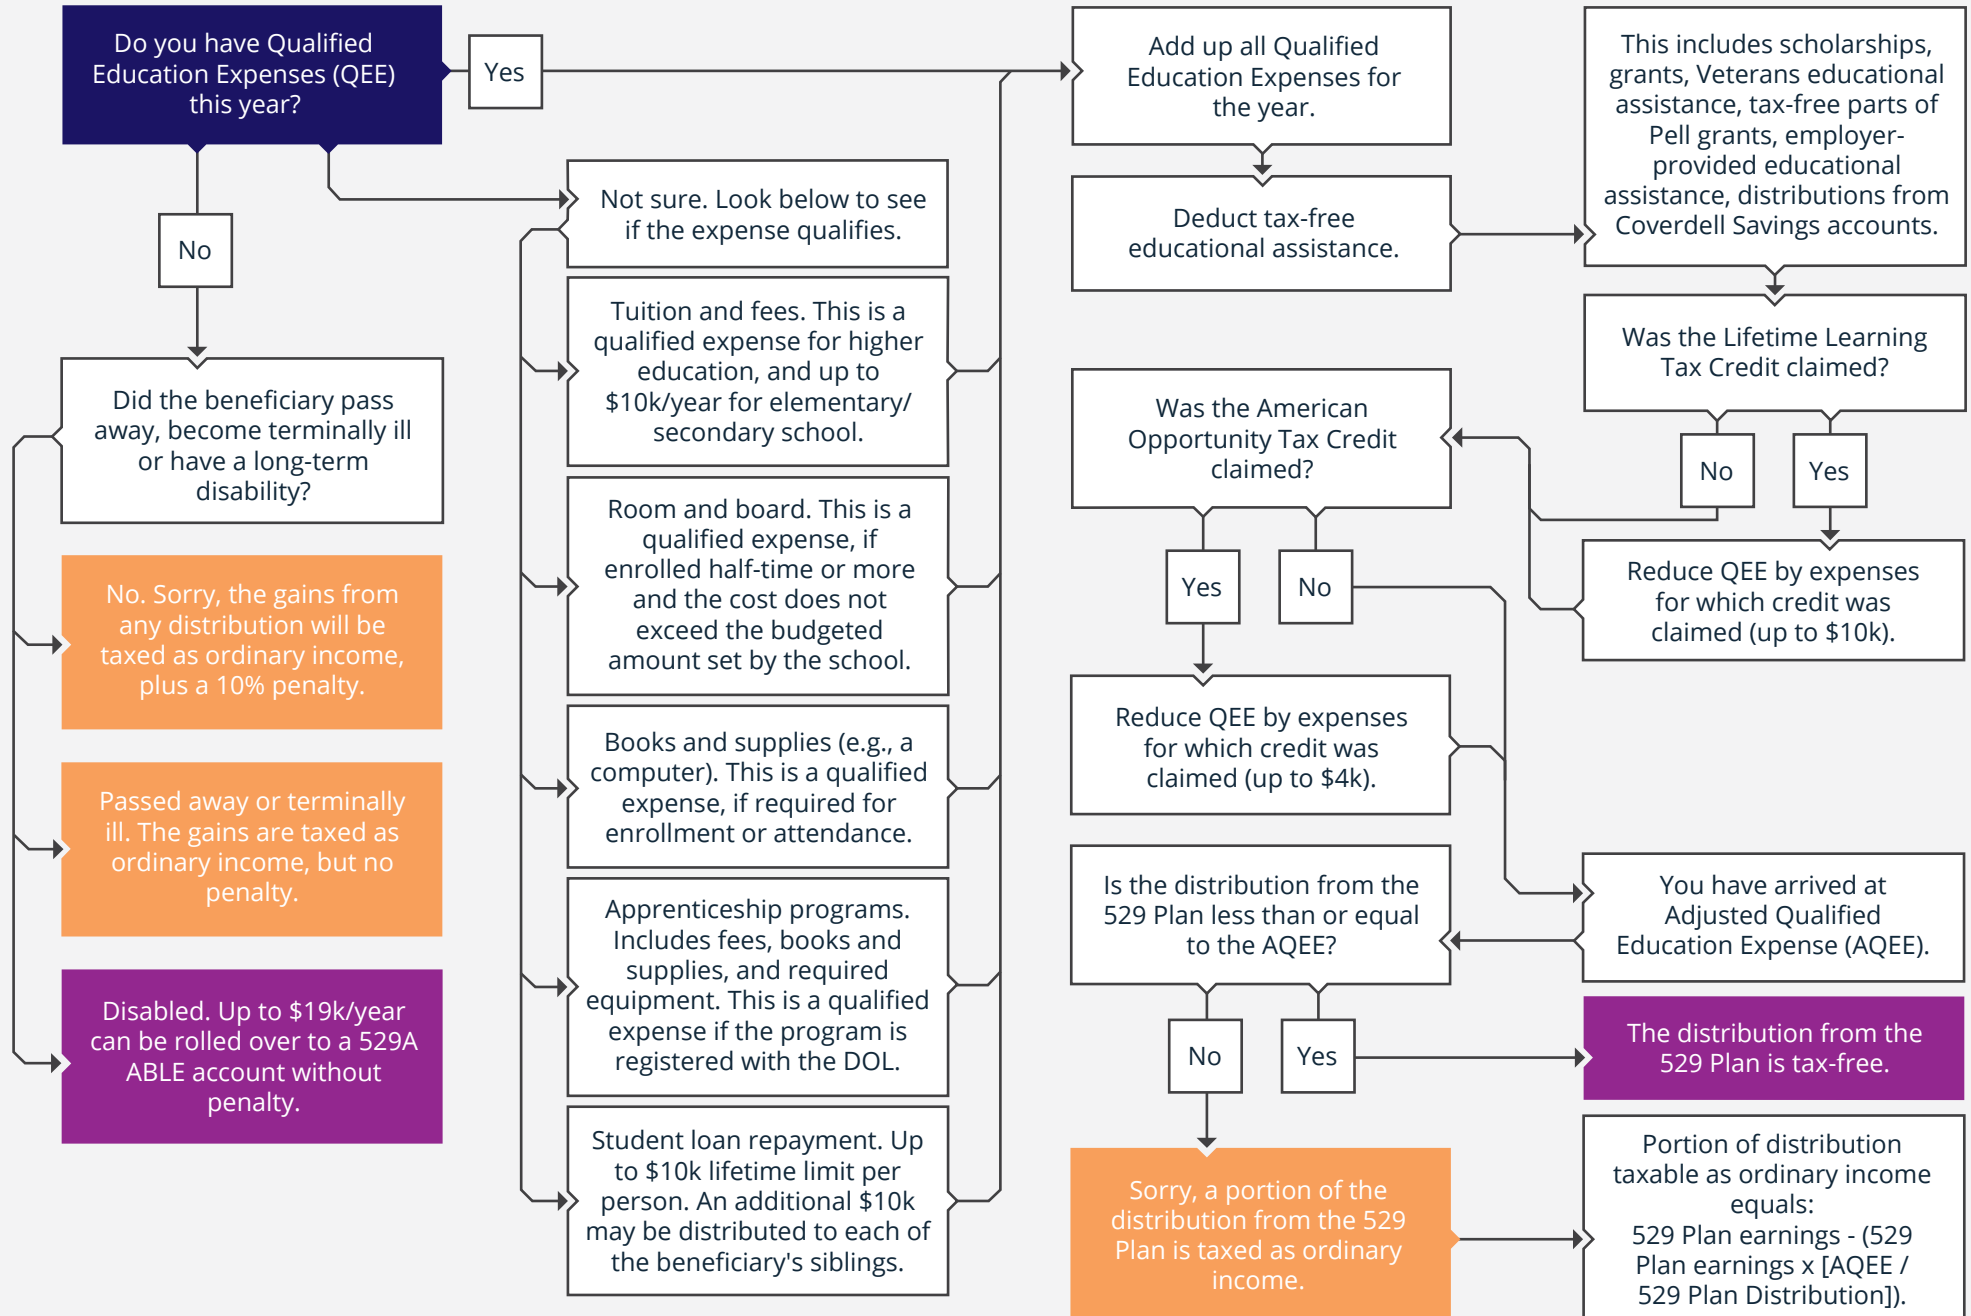 Do you have Qualified
Education Expenses (QEE)
this year?
Yes
No
Not sure. Look below to see
if the expense qualifies.
Did the beneficiary pass
away, become terminally ill
or have a long-term
disability?
No. Sorry, the gains from
any distribution will be
taxed as ordinary income,
plus a 10% penalty.
Passed away or terminally
ill. The gains are taxed as
ordinary income, but no
penalty.
Disabled. Up to $19k/year
can be rolled over to a 529A
ABLE account without
penalty.
Tuition and fees. This is a
qualified expense for higher
education, and up to
$10k/year for elementary/
secondary school.
Room and board. This is a
qualified expense, if
enrolled half-time or more
and the cost does not
exceed the budgeted
amount set by the school.
Books and supplies (e.g., a
computer). This is a qualified
expense, if required for
enrollment or attendance.
Apprenticeship programs.
Includes fees, books and
supplies, and required
equipment. This is a qualified
expense if the program is
registered with the DOL.
Student loan repayment. Up
to $10k lifetime limit per
person. An additional $10k
may be distributed to each of
the beneficiary's siblings.
Add up all Qualified
Education Expenses for
the year.
Deduct tax-free
educational assistance.
This includes scholarships,
grants, Veterans educational
assistance, tax-free parts of
Pell grants, employer-
provided educational
assistance, distributions from
Coverdell Savings accounts.
Was the Lifetime Learning
Tax Credit claimed?
No
Yes
Reduce QEE by expenses
for which credit was
claimed (up to $10k).
Was the American
Opportunity Tax Credit
claimed?
Yes
No
Reduce QEE by expenses
for which credit was
claimed (up to $4k).
You have arrived at
Adjusted Qualified
Education Expense (AQEE).
Is the distribution from the
529 Plan less than or equal
to the AQEE?
No
Yes
The distribution from the
529 Plan is tax-free.
Sorry, a portion of the
distribution from the 529
Plan is taxed as ordinary
income.
Portion of distribution
taxable as ordinary income
equals:
529 Plan earnings - (529
Plan earnings x [AQEE /
529 Plan Distribution]).